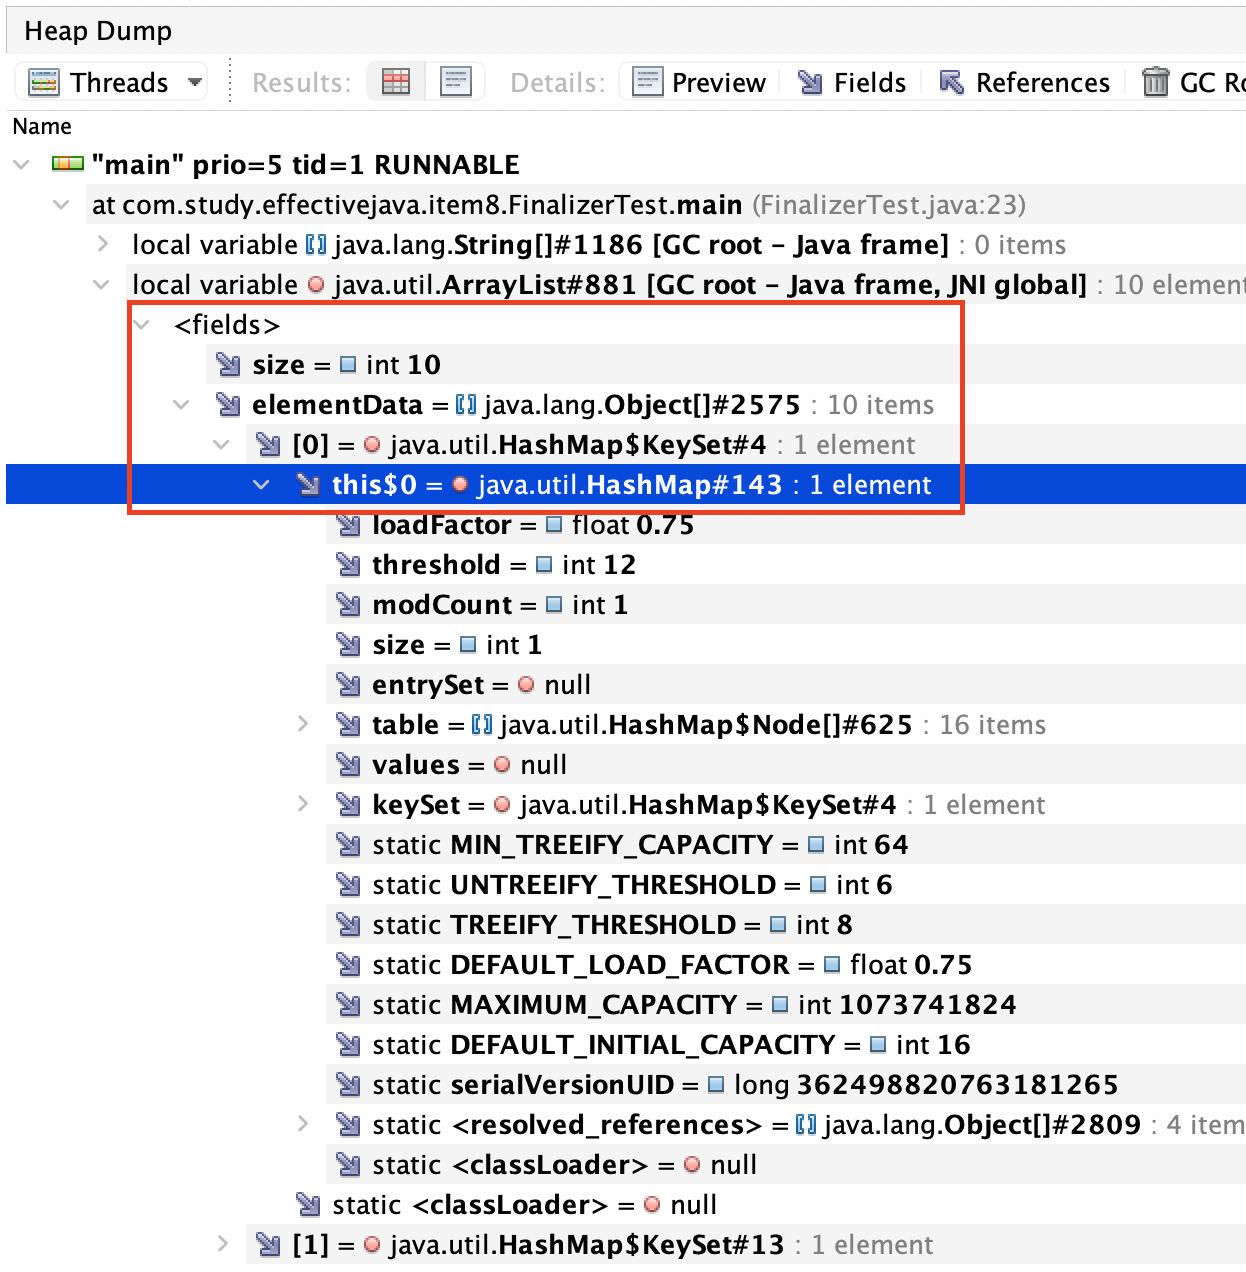 Heap Dump
Threads Results: Details: Preview Fields References GC Ro
Name
"main" prio=5 tid=1 RUNNABLE
at com.study.effectivejava.item8.FinalizerTest.main (FinalizerTest.java:23)
local variable java.lang.String[]#1186 [GC root - Java frame] : 0 items
local variable java.util.ArrayList#881 [GC root - Java frame, JNI global] : 10 element
<fields>
size = int 10
elementData = java.lang.Object[]#2575 : 10 items
[0] = java.util.HashMap$KeySet#4 : 1 element
this$0 = java.util.HashMap#143 : 1 element
loadFactor = float 0.75
threshold = int 12
modCount = int 1
size = int 1
entrySet = null
table = java.util.HashMap$Node[]#625 : 16 items
values = null
keySet = java.util.HashMap$KeySet#4 : 1 element
static MIN_TREEIFY_CAPACITY = int 64
static UNTREEIFY_THRESHOLD = int 6
static TREEIFY_THRESHOLD = int 8
static DEFAULT_LOAD_FACTOR = float 0.75
static MAXIMUM_CAPACITY = int 1073741824
static DEFAULT_INITIAL_CAPACITY = int 16
static serialVersionUID = long 362498820763181265
static <resolved_references> = java.lang.Object[]#2809 : 4 item
static <classLoader> = null
static <classLoader> = null
[1] = java.util.HashMap$KeySet#13 : 1 element